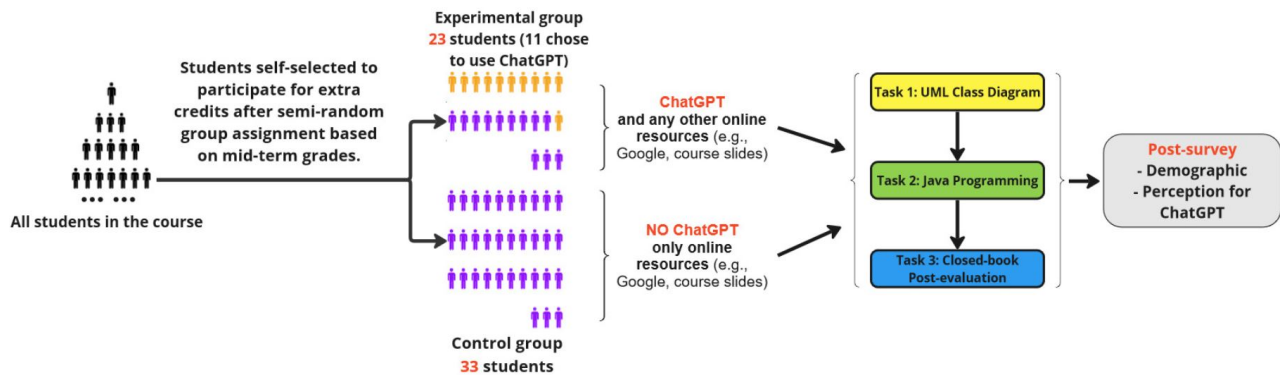 Experimental group
23 students (11 chose
to use ChatGPT)
Students self-selected to
participate for extra
credits after semi-random
group assignment based
on mid-term grades.
All students in the course
ChatGPT
and any other online
resources (e.g.,
Google, course slides)
NO ChatGPT
only online
resources (e.g.,
Google, course slides)
Control group
33 students
Task 1: UML Class Diagram
Task 2: Java Programming
Task 3: Closed-book
Post-evaluation
Post-survey
- Demographic
- Perception for
ChatGPT